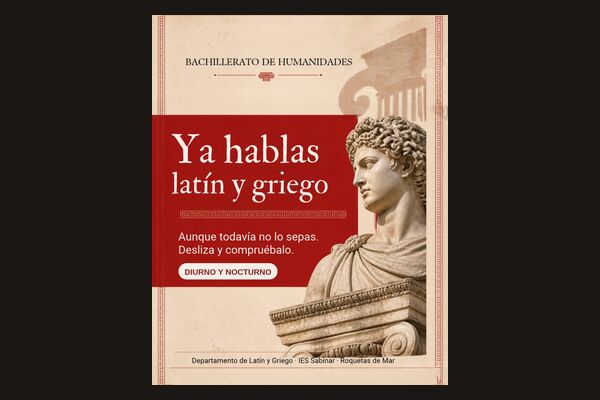 BACHILLERATO DE HUMANIDADES
Ya hablas
latín y griego
Aunque todavía no lo sepas.
Desliza y compruébalo.
DIURNO Y NOCTURNO
Departamento de Latín y Griego · IES Sabinar · Roquetas de Mar